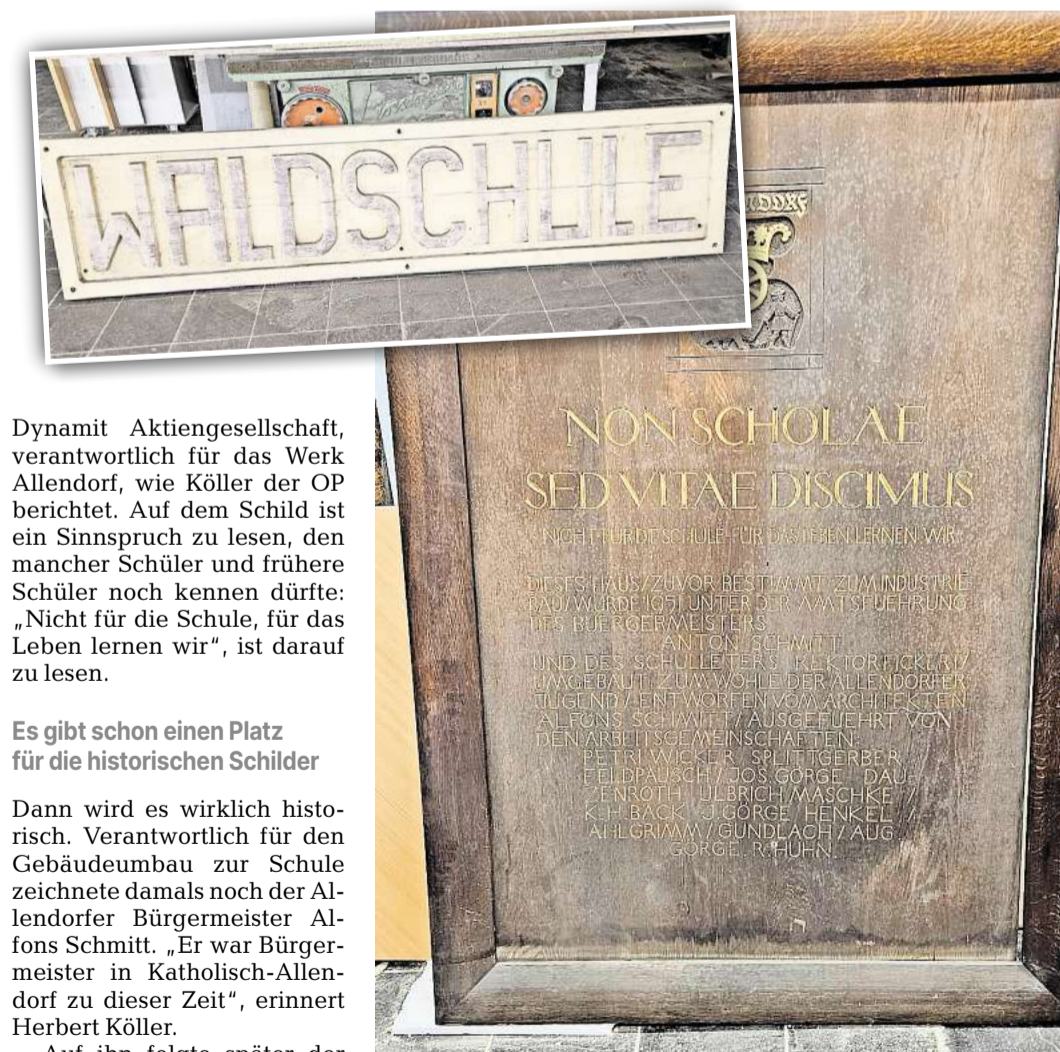 WALDSCHULE
NON SCHOLAE
SED VITAE DISCIMUS
NICHT FÜR DIE SCHULE FÜR DAS LEBEN LERNEN WIR
DIESES HAUS/ZUVOR BESTIMMT ZUM INDUSTRIE
BAU/WURDE 1951 UNTER DER AMTSFUEHRUNG
DES BUERGERMEISTERS
ANTON SCHMITT
UND DES SCHULLEITERS REKTOR
UMGEBAUT ZUM WOHLE DER ALLENDORFER
JUGEND/ENTWORFEN VOM ARCHITEKTEN
ALFONS SCHMITT/AUSGEFUEHRT VON
DEN ARBEITSGEMEINSCHAFTEN:
PETRI WICKER SPLITTGERBER
FELDPAUSCH/JOS.GÖRGE DAU-
ZENROTH ULBRICH/MASCHKE/
K.H.BACK J.GÖRGE HENKEL/
AHLGRIMM/GUNDLACH/AUG
GÖRGE R.HUHN
Dynamit Aktiengesellschaft,
verantwortlich für das Werk
Allendorf, wie Köller der OP
berichtet. Auf dem Schild ist
ein Sinnspruch zu lesen, den
mancher Schüler und frühere
Schüler noch kennen dürfte:
„Nicht für die Schule, für das
Leben lernen wir“, ist darauf
zu lesen.
Es gibt schon einen Platz
für die historischen Schilder
Dann wird es wirklich histo-
risch. Verantwortlich für den
Gebäudeumbau zur Schule
zeichnete damals noch der Al-
lendorfer Bürgermeister Al-
fons Schmitt. „Er war Bürger-
meister in Katholisch-Allen-
dorf zu dieser Zeit“, erinnert
Herbert Köller.
Auf ihn folgte später der